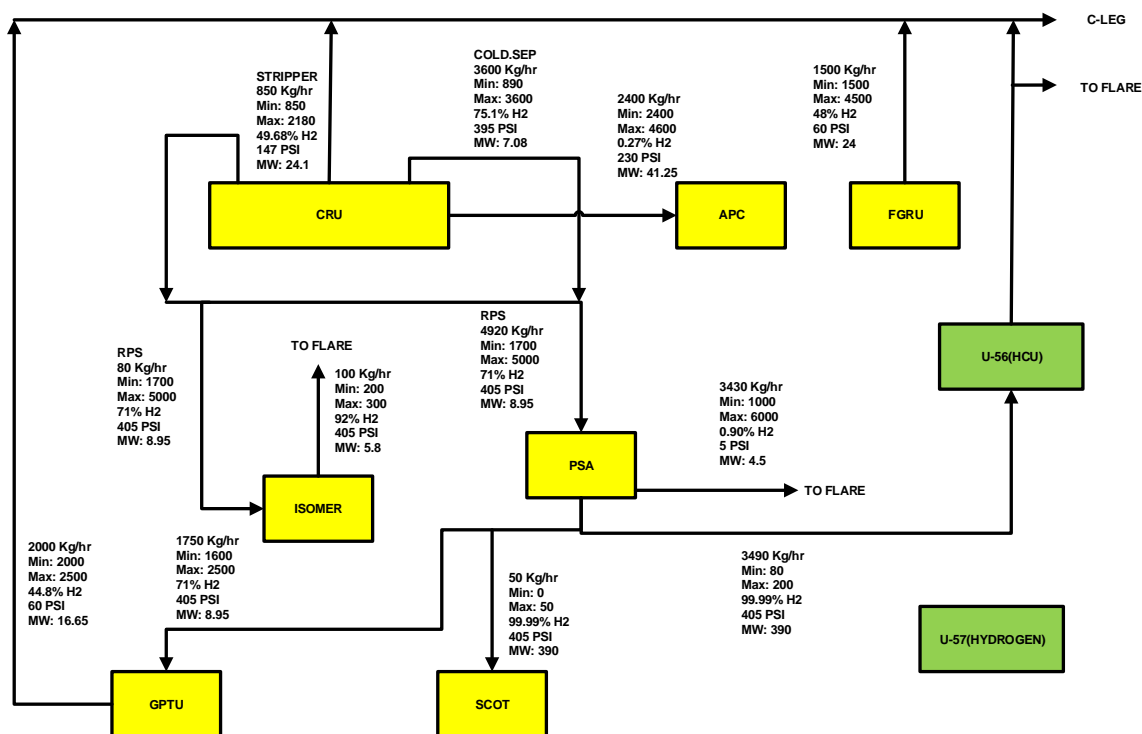 C-LEG
TO FLARE
STRIPPER
850 Kg/hr
Min: 850
Max: 2180
49.68% H2
147 PSI
MW: 24.1
COLD.SEP
3600 Kg/hr
Min: 890
Max: 3600
75.1% H2
395 PSI
MW: 7.08
2400 Kg/hr
Min: 2400
Max: 4600
0.27% H2
230 PSI
MW: 41.25
1500 Kg/hr
Min: 1500
Max: 4500
48% H2
60 PSI
MW: 24
CRU
APC
FGRU
RPS
80 Kg/hr
Min: 1700
Max: 5000
71% H2
405 PSI
MW: 8.95
TO FLARE
100 Kg/hr
Min: 200
Max: 300
92% H2
405 PSI
MW: 5.8
RPS
4920 Kg/hr
Min: 1700
Max: 5000
71% H2
405 PSI
MW: 8.95
3430 Kg/hr
Min: 1000
Max: 6000
0.90% H2
5 PSI
MW: 4.5
U-56(HCU)
PSA
TO FLARE
ISOMER
2000 Kg/hr
Min: 2000
Max: 2500
44.8% H2
60 PSI
MW: 16.65
1750 Kg/hr
Min: 1600
Max: 2500
71% H2
405 PSI
MW: 8.95
50 Kg/hr
Min: 0
Max: 50
99.99% H2
405 PSI
MW: 390
3490 Kg/hr
Min: 80
Max: 200
99.99% H2
405 PSI
MW: 390
U-57(HYDROGEN)
GPTU
SCOT